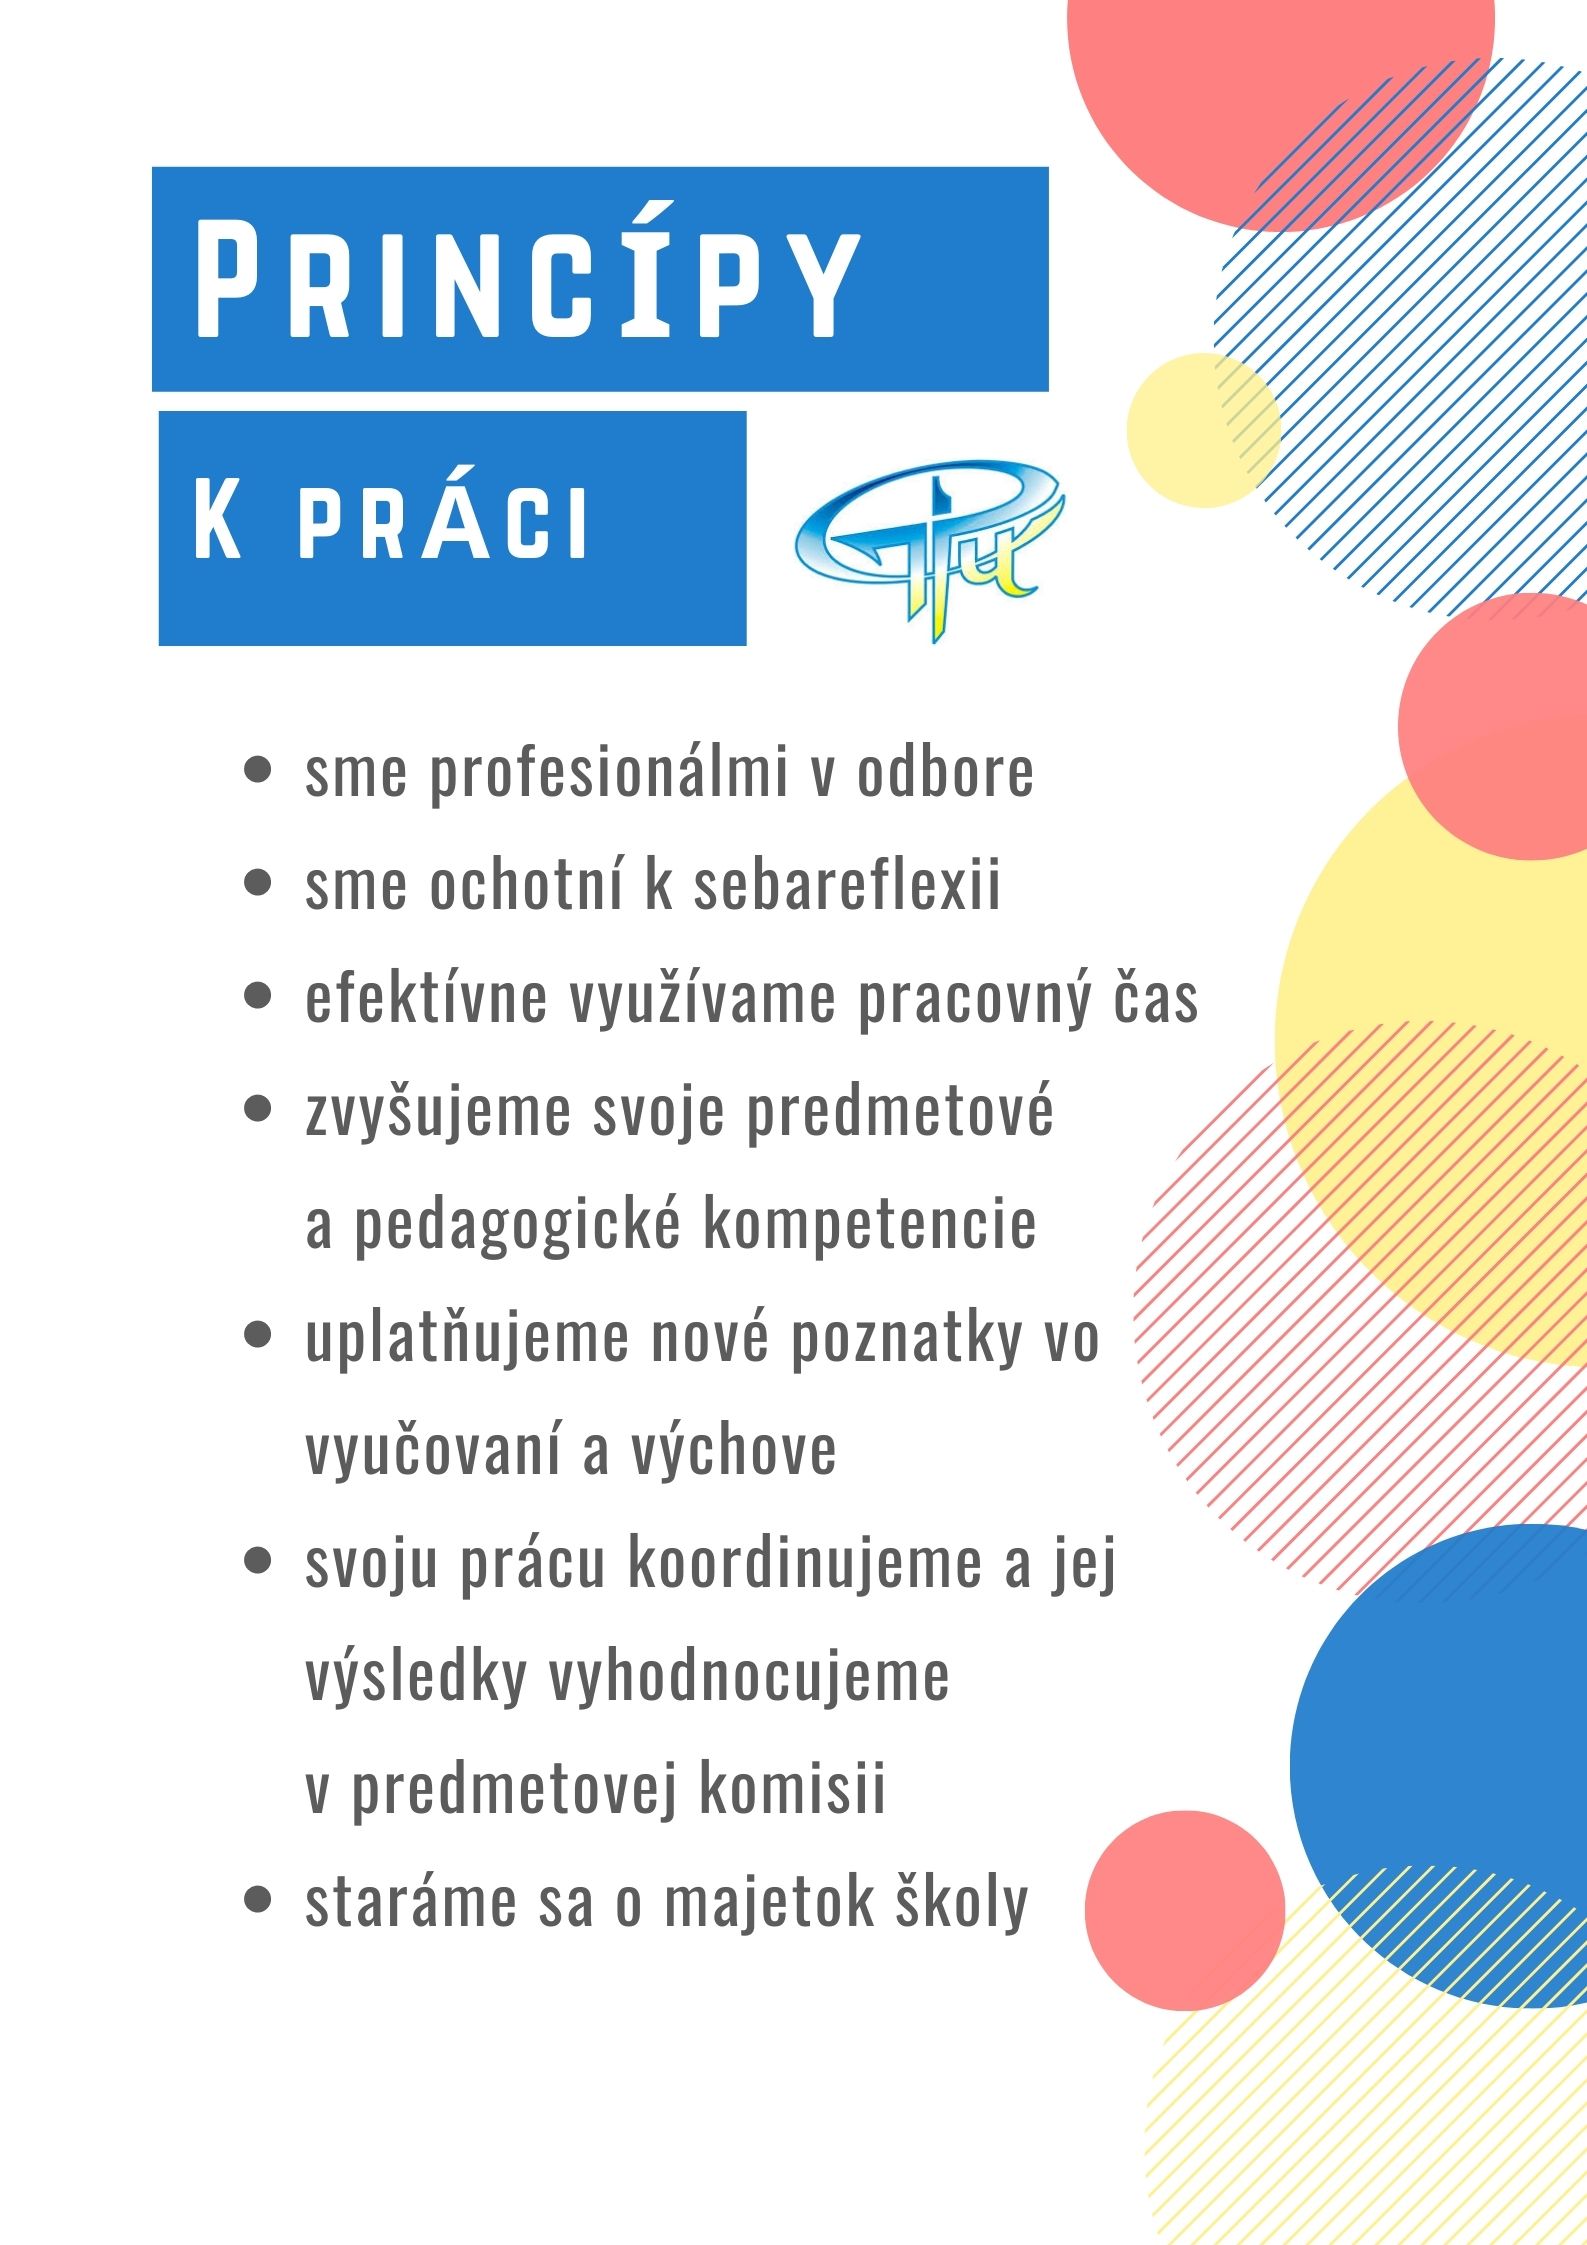 Princípy
k práci
• sme profesionálmi v odbore
• sme ochotní k sebareflexii
• efektívne využívame pracovný čas
• zvyšujeme svoje predmetové
a pedagogické kompetencie
• uplatňujeme nové poznatky vo
vyučovaní a výchove
• svoju prácu koordinujeme a jej
výsledky vyhodnocujeme
v predmetovej komisii
• staráme sa o majetok školy